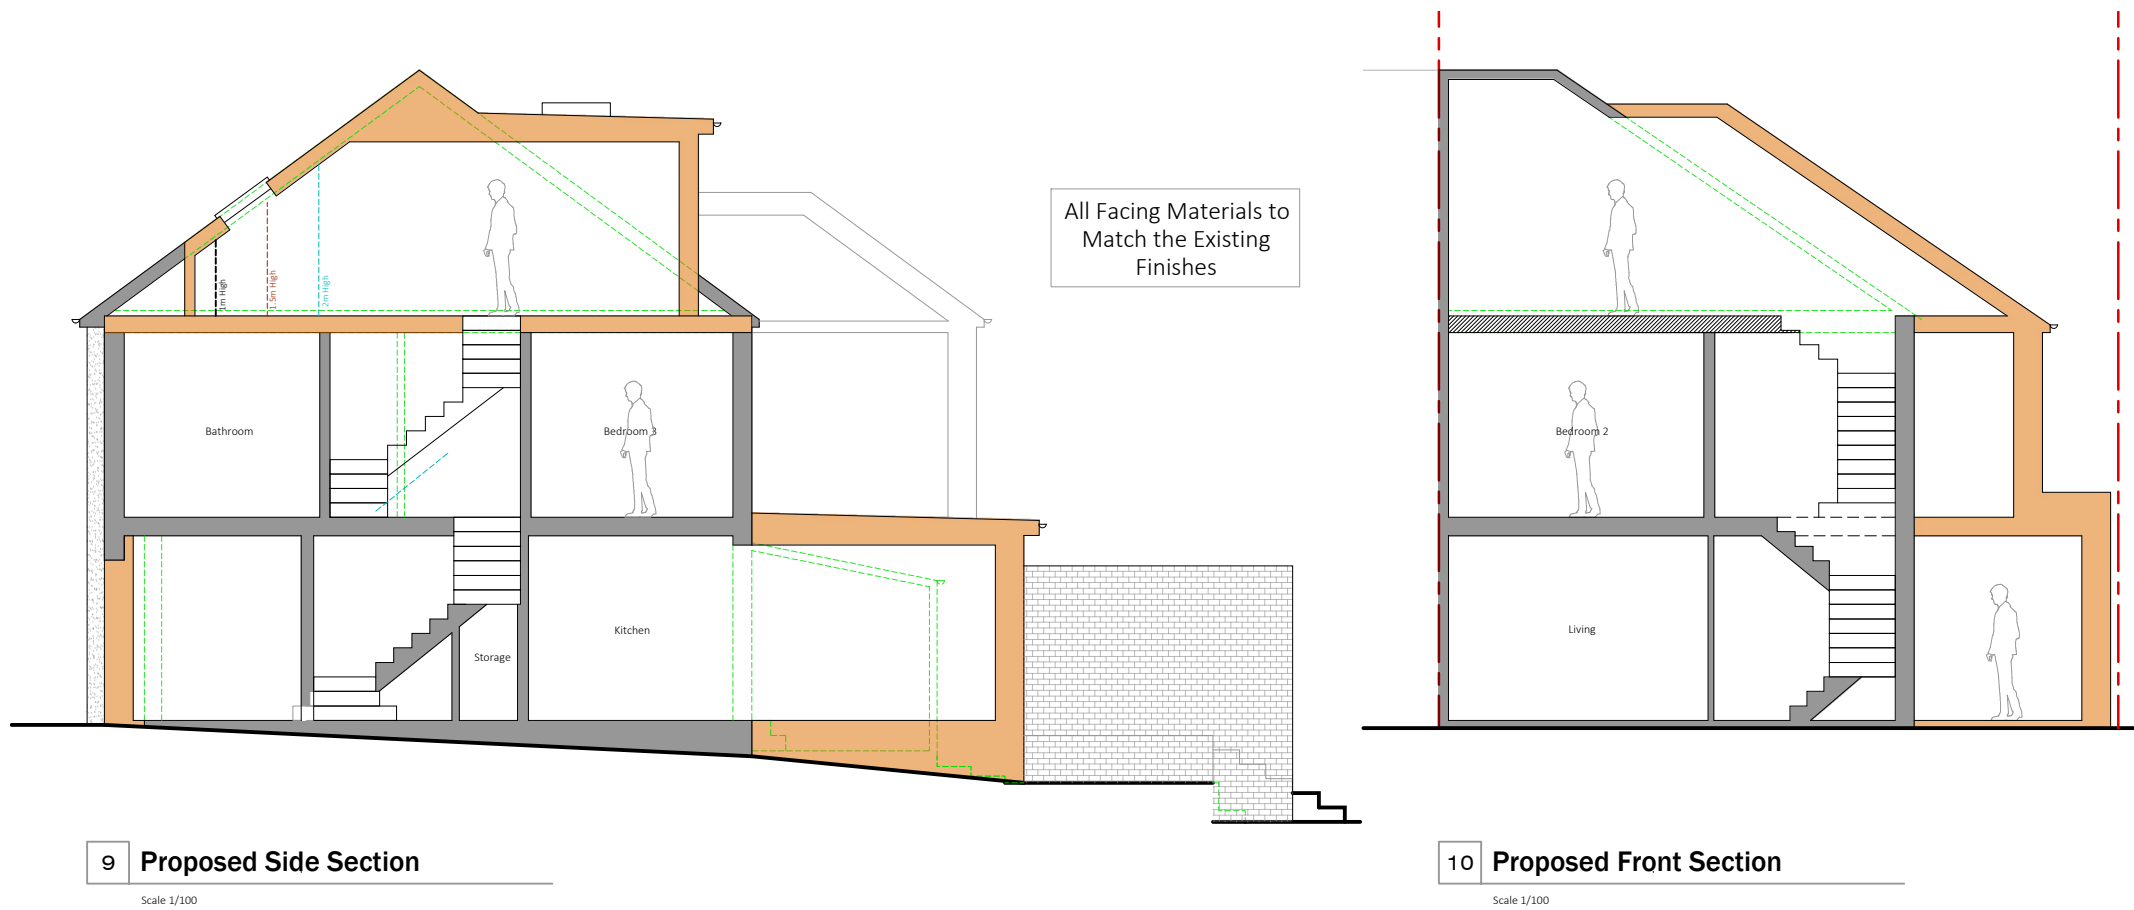 All Facing Materials to
Match the Existing
Finishes
1m High
1.5m High
2m High
Bathroom
Bedroom 3
Bedroom 2
Kitchen
Storage
Living
9 Proposed Side Section
Scale 1/100
10 Proposed Front Section
Scale 1/100